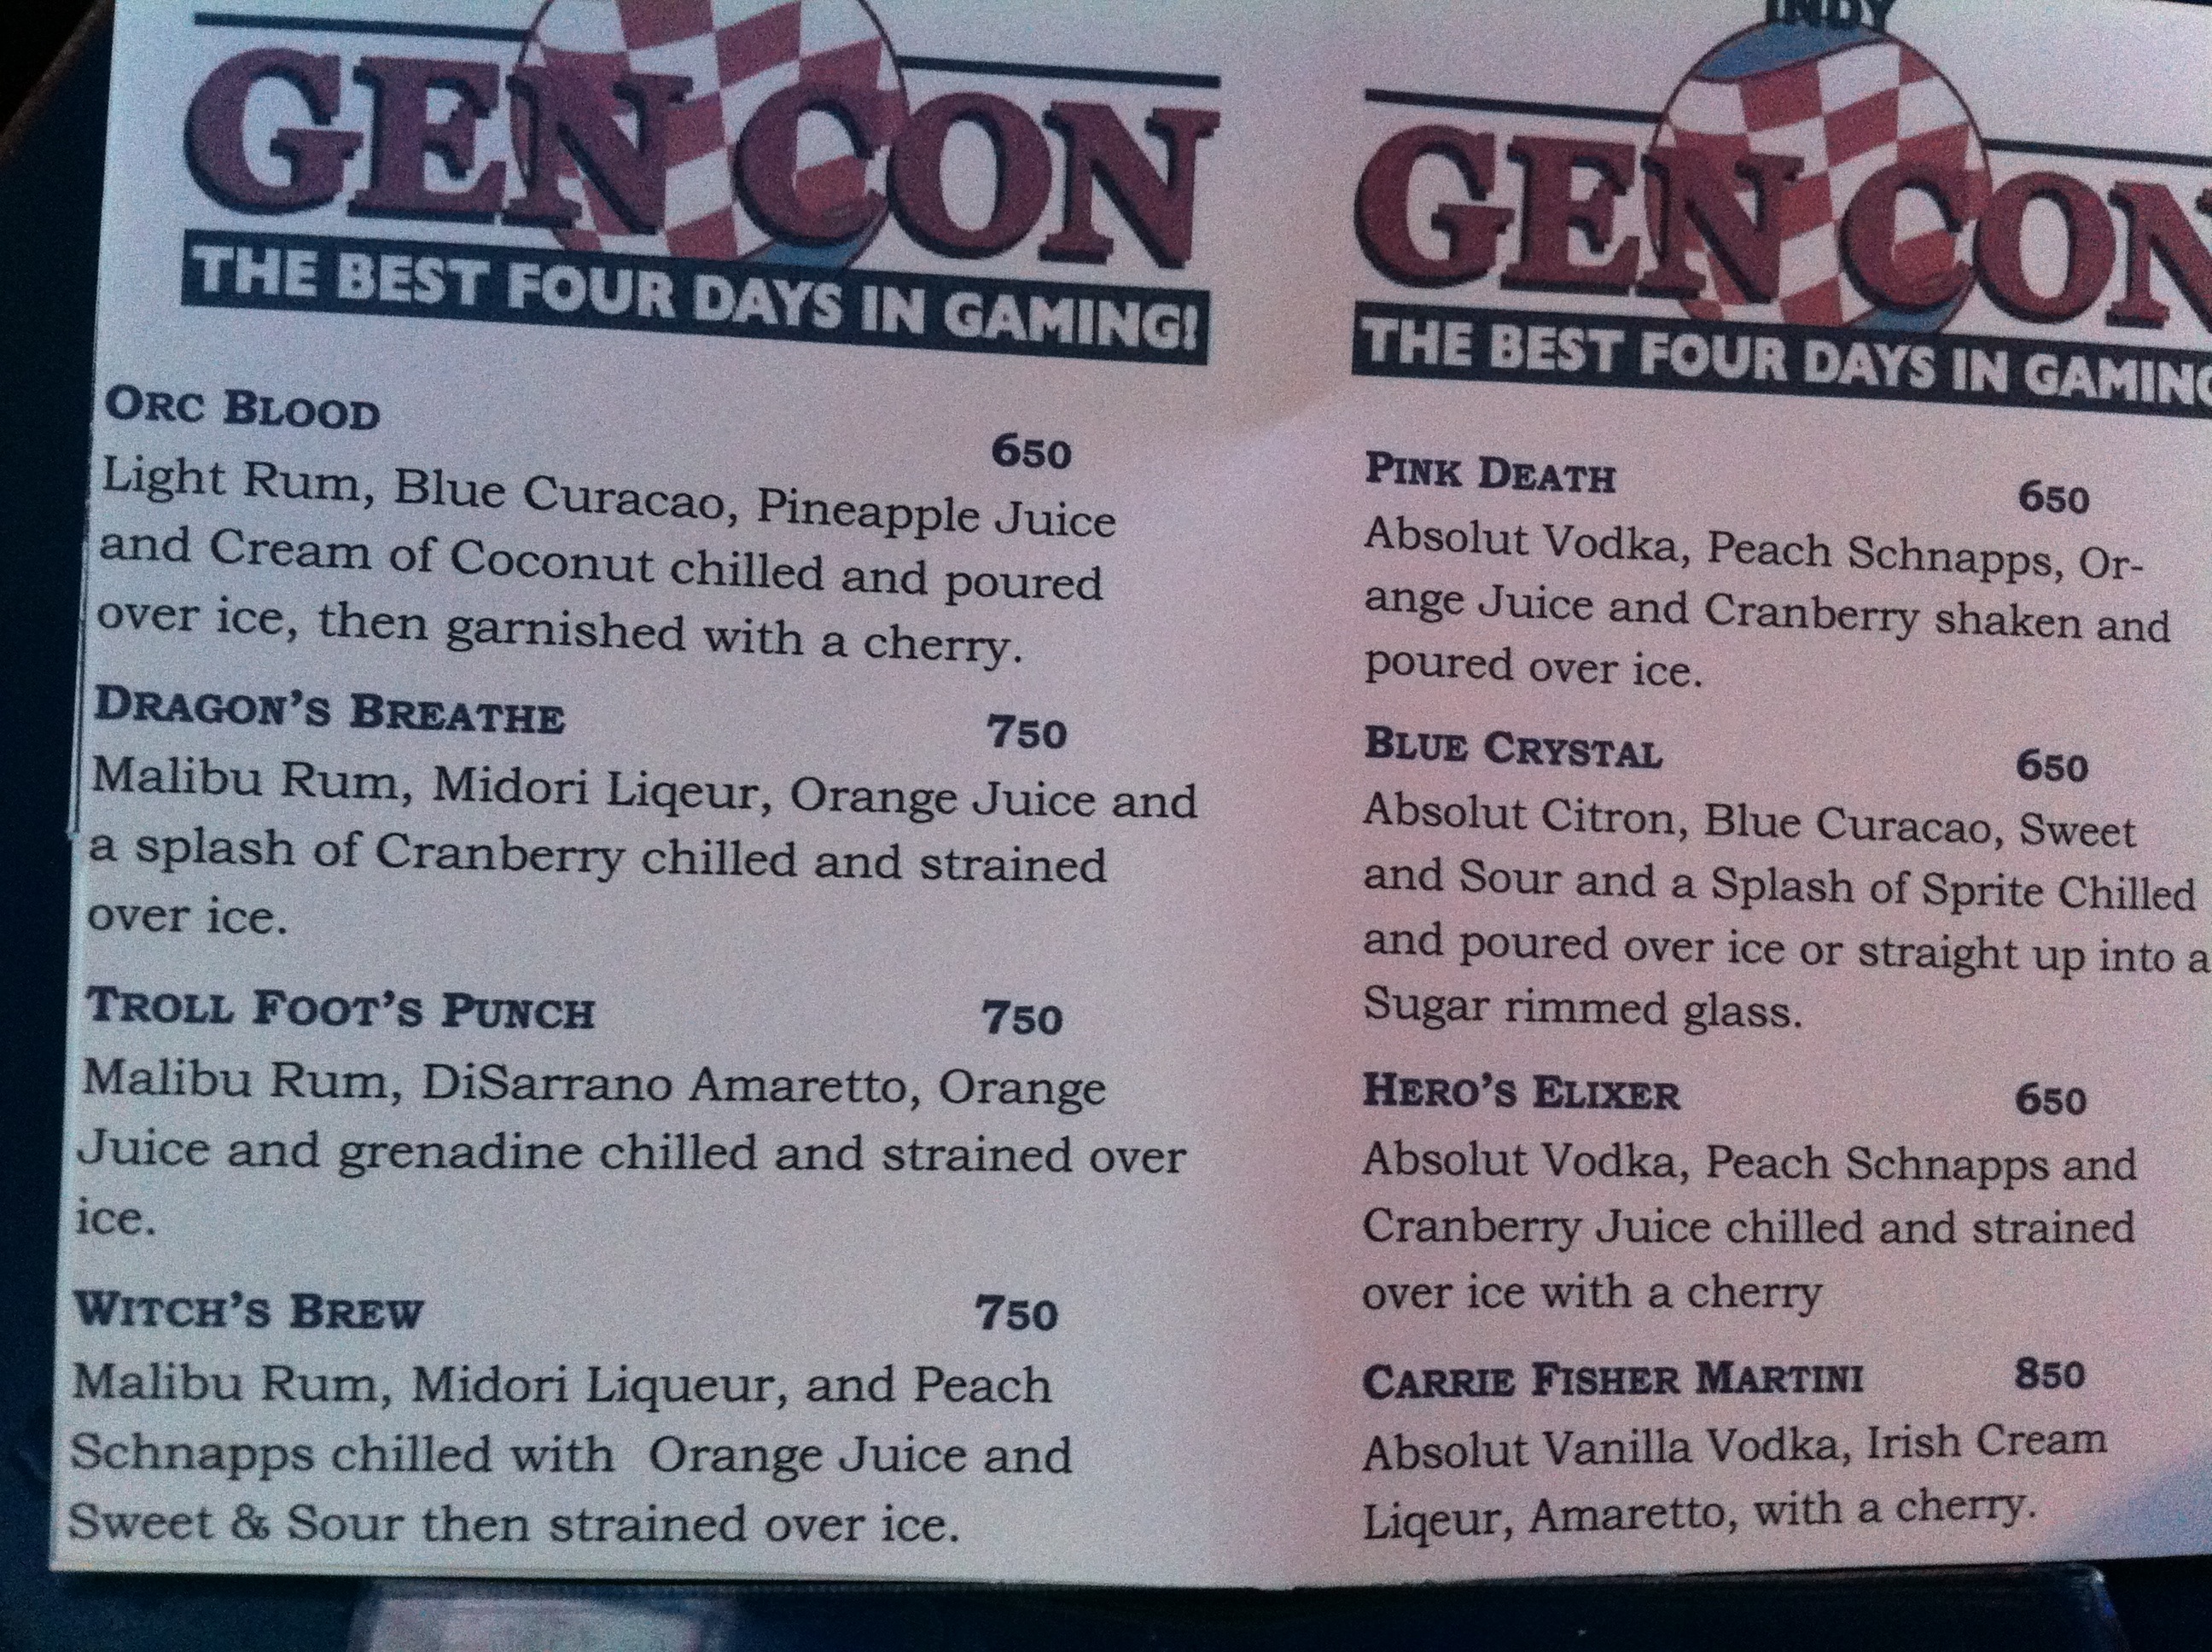 GEN CON
THE BEST FOUR DAYS IN GAMING!
ORC BLOOD
650
Light Rum, Blue Curacao, Pineapple Juice
and Cream of Coconut chilled and poured
over ice, then garnished with a cherry.
DRAGON'S BREATHE 750
Malibu Rum, Midori Liqeur, Orange Juice and
a splash of Cranberry chilled and strained
over ice.
TROLL FOOT'S PUNCH 750
Malibu Rum, DiSarrano Amaretto, Orange
Juice and grenadine chilled and strained over
ice.
WITCH'S BREW 750
Malibu Rum, Midori Liqueur, and Peach
Schnapps chilled with Orange Juice and
Sweet & Sour then strained over ice.
INDY
GEN CON
THE BEST FOUR DAYS IN GAMING
PINK DEATH 650
Absolut Vodka, Peach Schnapps, Or-
ange Juice and Cranberry shaken and
poured over ice.
BLUE CRYSTAL 650
Absolut Citron, Blue Curacao, Sweet
and Sour and a Splash of Sprite Chilled
and poured over ice or straight up into a
Sugar rimmed glass.
HERO'S ELIXER 650
Absolut Vodka, Peach Schnapps and
Cranberry Juice chilled and strained
over ice with a cherry
CARRIE FISHER MARTINI 850
Absolut Vanilla Vodka, Irish Cream
Liqeur, Amaretto, with a cherry.